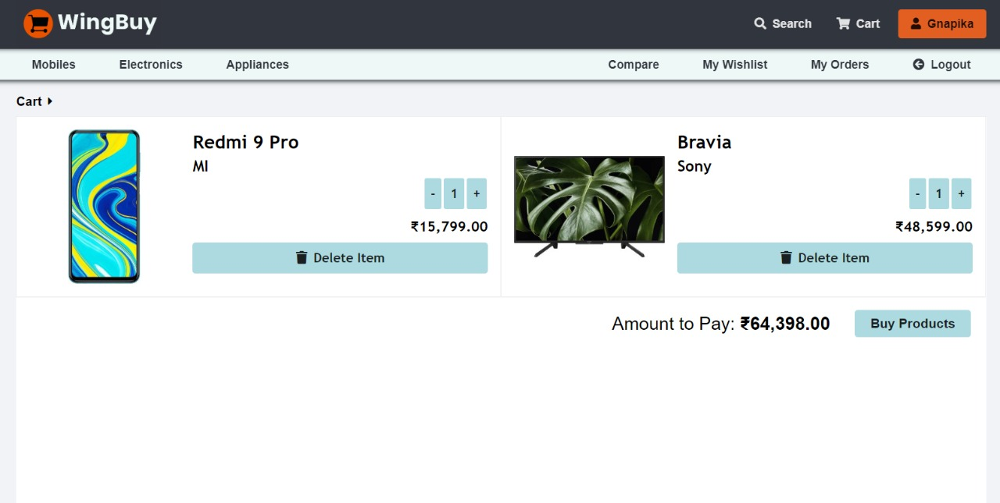 WingBuy
Search Cart Gnapika
Mobiles Electronics Appliances Compare My Wishlist My Orders Logout
Cart
Redmi 9 Pro
MI
- 1 +
₹15,799.00
Delete Item
Bravia
Sony
- 1 +
₹48,599.00
Delete Item
Amount to Pay: ₹64,398.00 Buy Products